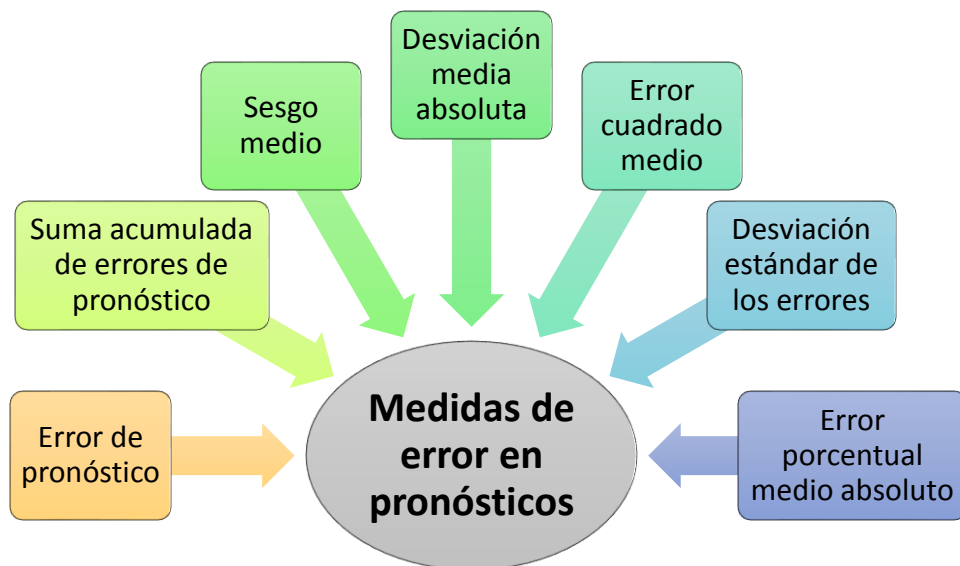 Desviación
media
absoluta
Sesgo
medio
Error
cuadrado
medio
Suma acumulada
de errores de
pronóstico
Desviación
estándar de
los errores
Error de
pronóstico
Medidas de
error en
pronósticos
Error
porcentual
medio absoluto